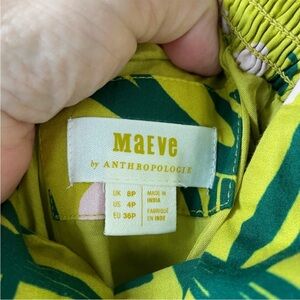 MAEVE
by ANTHROPOLOGIE
UK 8P
US 4P
EU 36P
MADE IN
INDIA
FABRIQUÉ
EN INDE